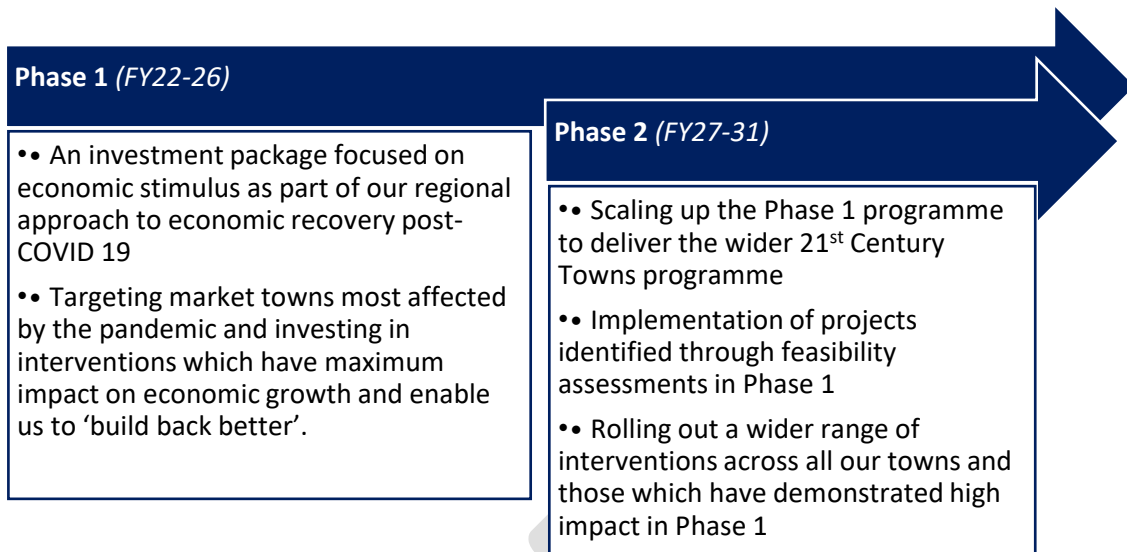 Phase 1 (FY22-26)
•• An investment package focused on
economic stimulus as part of our regional
approach to economic recovery post-
COVID 19
•• Targeting market towns most affected
by the pandemic and investing in
interventions which have maximum
impact on economic growth and enable
us to ‘build back better’.
Phase 2 (FY27-31)
•• Scaling up the Phase 1 programme
to deliver the wider 21st Century
Towns programme
•• Implementation of projects
identified through feasibility
assessments in Phase 1
•• Rolling out a wider range of
interventions across all our towns and
those which have demonstrated high
impact in Phase 1